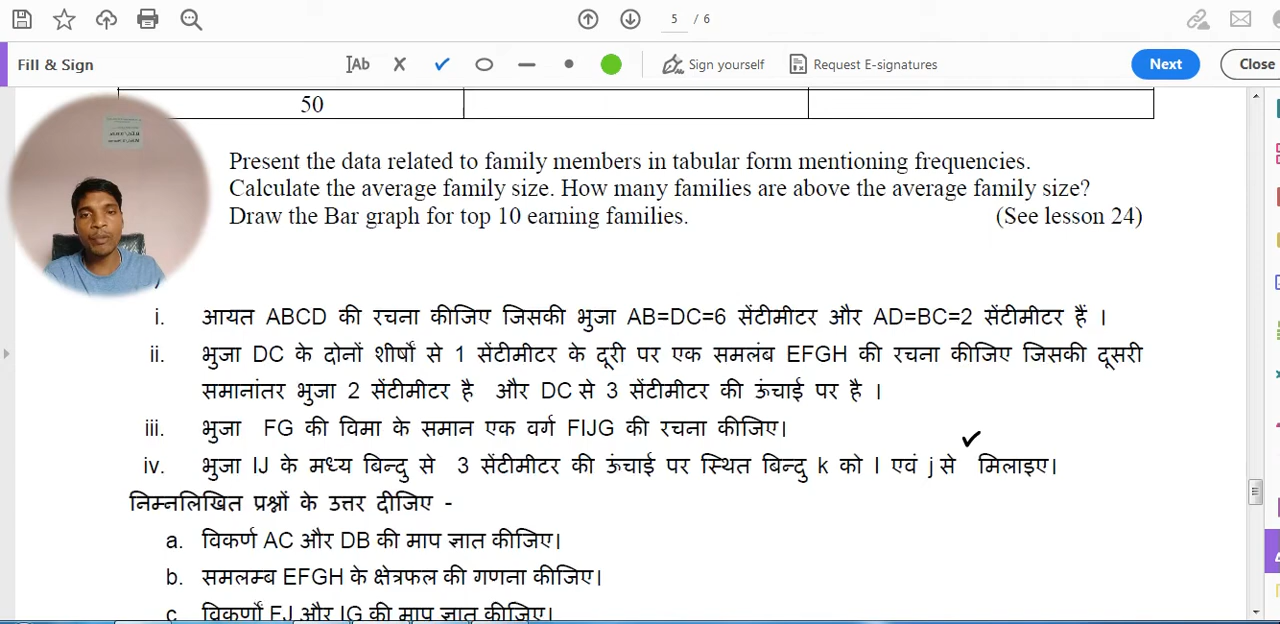 5 / 6
Fill & Sign
Ab
Sign yourself
Request E-signatures
Next
Close
50
Present the data related to family members in tabular form mentioning frequencies.
Calculate the average family size. How many families are above the average family size?
Draw the Bar graph for top 10 earning families. (See lesson 24)
i. आयत ABCD की रचना कीजिए जिसकी भुजा AB=DC=6 सेंटीमीटर और AD=BC=2 सेंटीमीटर हैं ।
ii. भुजा DC के दोनों शीर्षों से 1 सेंटीमीटर के दूरी पर एक समलंब EFGH की रचना कीजिए जिसकी दूसरी
समानांतर भुजा 2 सेंटीमीटर है और DC से 3 सेंटीमीटर की ऊंचाई पर है ।
iii. भुजा FG की विमा के समान एक वर्ग FIJG की रचना कीजिए।
iv. भुजा IJ के मध्य बिन्दु से 3 सेंटीमीटर की ऊंचाई पर स्थित बिन्दु k को I एवं j से मिलाइए।
निम्नलिखित प्रश्नों के उत्तर दीजिए -
a. विकर्ण AC और DB की माप ज्ञात कीजिए।
b. समलम्ब EFGH के क्षेत्रफल की गणना कीजिए।
c विकर्णों FJ और IG की माप ज्ञात कीजिए।